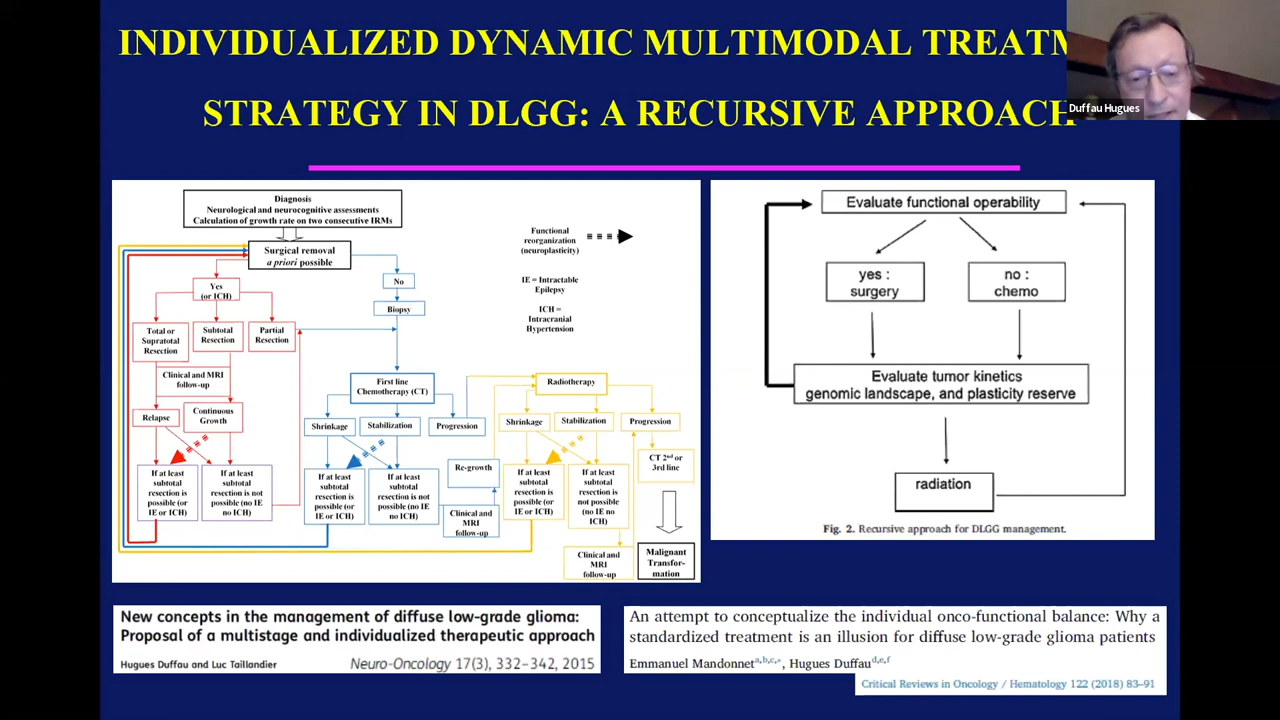 INDIVIDUALIZED DYNAMIC MULTIMODAL TREATM
STRATEGY IN DLGG: A RECURSIVE APPROACH
Duffau Hugues
Diagnosis
Neurological and neurocognitive assessments
Calculation of growth rate on two consecutive IRMs
Surgical removal
a priori possible
Yes
(or ICH)
No
Biopsy
Total or
Supratotal
Resection
Subtotal
Resection
Partial
Resection
Clinical and MRI
follow-up
Relapse
Continuous
Growth
If at least
subtotal
resection is
possible (or
IE or ICH)
If at least
subtotal
resection is
not possible
(no IE
no ICH)
First line
Chemotherapy (CT)
Shrinkage
Stabilization
Progression
If at least
subtotal
resection is
possible (or
IE or ICH)
If at least
subtotal
resection is
not possible
(no IE
no ICH)
Re-growth
Clinical and
MRI
follow-up
Radiotherapy
Shrinkage
Stabilization
Progression
If at least
subtotal
resection is
possible (or
IE or ICH)
If at least
subtotal
resection is
not possible
(no IE
no ICH)
CT 2nd or
3rd line
Clinical and
MRI
follow-up
Malignant
Transfor-
mation
Functional
reorganization
(neuroplasticity)
IE = Intractable
Epilepsy
ICH =
Intracranial
Hypertension
Evaluate functional operability
yes :
surgery
no :
chemo
Evaluate tumor kinetics
genomic landscape, and plasticity reserve
radiation
Fig. 2. Recursive approach for DLGG management.
New concepts in the management of diffuse low-grade glioma:
Proposal of a multistage and individualized therapeutic approach
Hugues Duffau and Luc Taillandier
Neuro-Oncology 17(3), 332–342, 2015
An attempt to conceptualize the individual onco-functional balance: Why a
standardized treatment is an illusion for diffuse low-grade glioma patients
Emmanuel Mandonnet a,b,c,⁎, Hugues Duffau d,e,f
Critical Reviews in Oncology / Hematology 122 (2018) 83–91